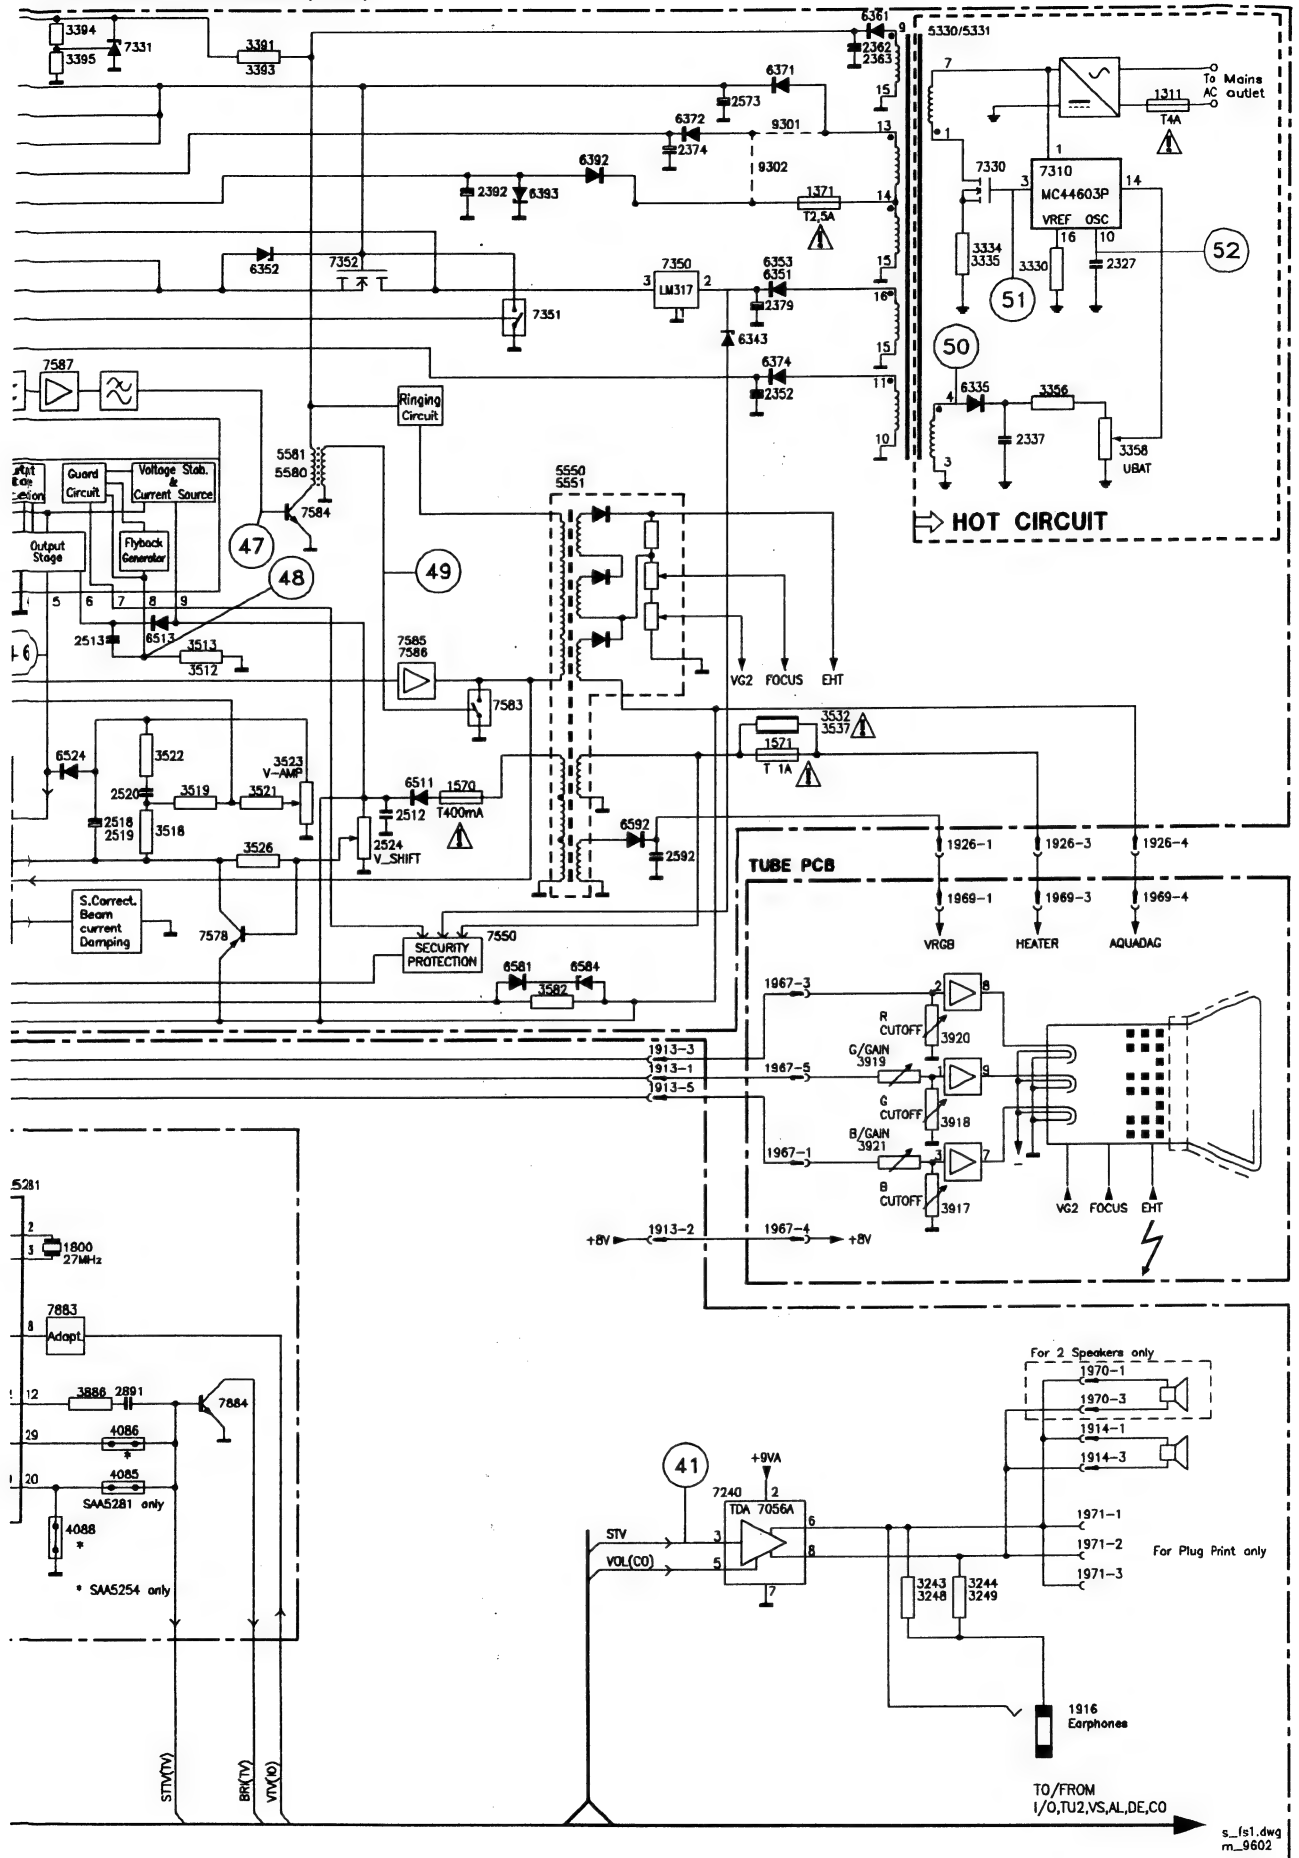 3394
3395
7331
3391
3393
6361
9
2362
2363
15
5330/5331
7
1
To Mains
AC outlet
1311
T4A
6371
2573
6372
2374
9301
13
9302
6392
2392
6393
1371
T2,5A
14
15
7330
3
1
7310
MC44603P
14
VREF OSC
16
10
3334
3335
3330
2327
52
51
6352
7352
7351
7350
3
LM317
2
1
6353
6351
2379
16
15
6343
6374
2352
11
10
50
4
6335
3356
2337
3358
UBAT
3
HOT CIRCUIT
7587
Ringing
Circuit
5581
5580
7584
Guard
Circuit
Voltage Stab.
&
Current Source
Output
Stage
Flyback
Generator
5
6
7
8
9
47
48
49
5550
5551
2513
6513
3513
3512
7585
7586
7583
VG2
FOCUS
EHT
6524
3522
2520
3519
3521
3523
V-AMP
2518
2519
3518
3526
6511
1570
T400mA
2512
2524
V_SHIFT
3532
3537
1571
T 1A
6592
2592
S.Correct.
Beam
current
Damping
7578
SECURITY
PROTECTION
7550
6581
6584
3582
TUBE PCB
1926-1
1926-3
1926-4
1969-1
1969-3
1969-4
VRGB
HEATER
AQUADAG
1967-3
2
8
R
CUTOFF
3920
1913-3
1913-1
1913-5
1967-5
G/GAIN
3919
1
9
G
CUTOFF
3918
B/GAIN
3921
1967-1
3
7
B
CUTOFF
3917
VG2
FOCUS
EHT
+8V
1913-2
1967-4
+8V
5281
2
3
1800
27MHz
7883
8
Adapt.
12
3886
2891
7884
29
4086
*
20
4085
SAA5281 only
4088
*
* SAA5254 only
STTV(TV)
BRI(TV)
VTV(IO)
41
+9VA
7240
2
TDA 7056A
STV
3
6
VOL(CO)
5
8
7
For 2 Speakers only
1970-1
1970-3
1914-1
1914-3
1971-1
1971-2
For Plug Print only
1971-3
3243
3248
3244
3249
1916
Earphones
TO/FROM
I/O,TU2,VS,AL,DE,CO
s_fs1.dwg
m_9602